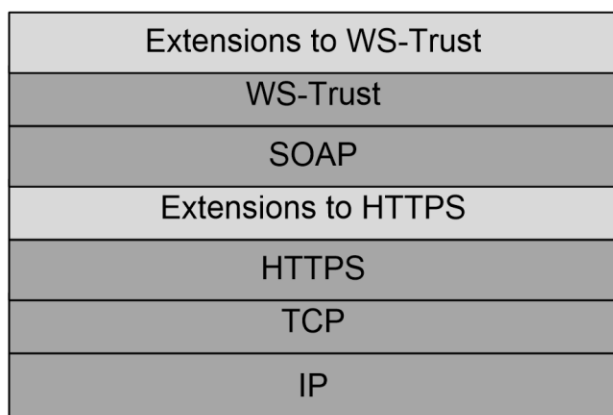 Extensions to WS-Trust
WS-Trust
SOAP
Extensions to HTTPS
HTTPS
TCP
IP